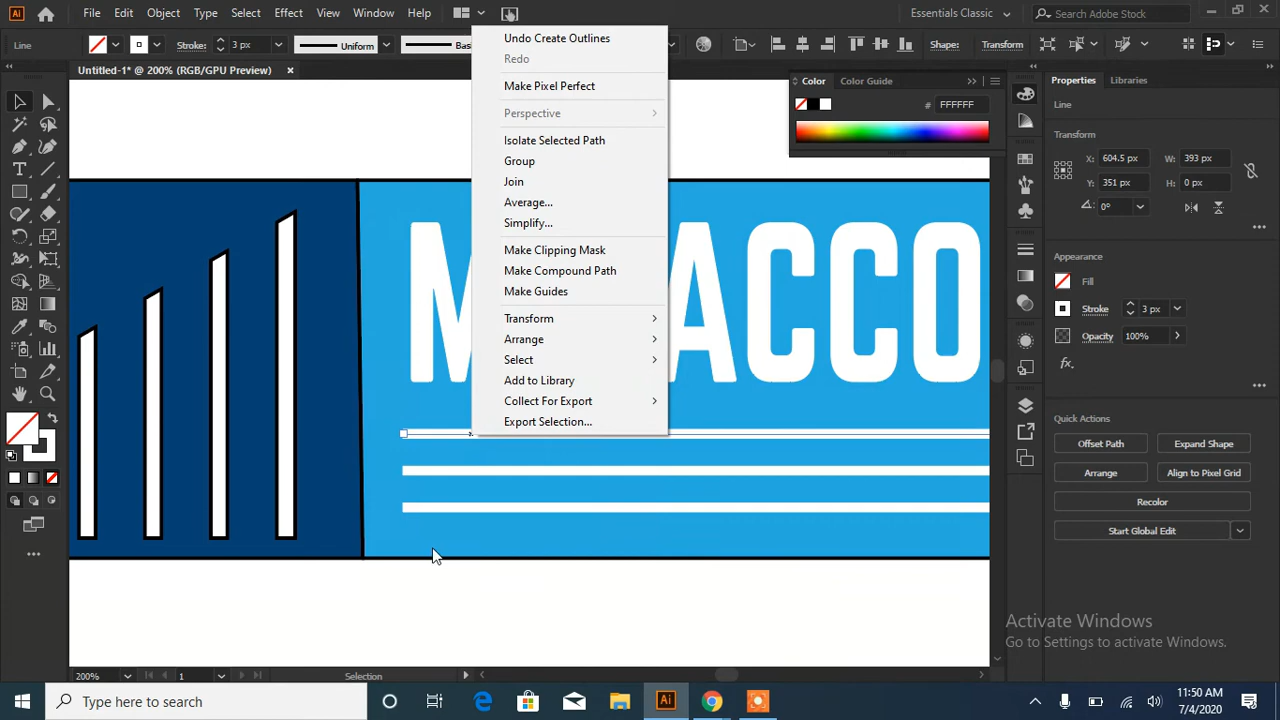 File Edit Object Type Select Effect View Window Help
Essentials Classic
Search Adobe Stock
Line
Stroke:
3 px
Uniform
Shape:
Transform
Untitled-1* @ 200% (RGB/GPU Preview)
Undo Create Outlines
Redo
Make Pixel Perfect
Perspective
Isolate Selected Path
Group
Join
Average...
Simplify...
Make Clipping Mask
Make Compound Path
Make Guides
Transform
Arrange
Select
Add to Library
Collect For Export
Export Selection...
ACCO
Color
Color Guide
# FFFFFF
Properties
Libraries
Line
Transform
X: 604.5 px W: 393 px
Y: 351 px H: 0 px
0°
Appearance
Fill
Stroke 3 px
Opacity 100%
fx.
Quick Actions
Offset Path Expand Shape
Arrange Align to Pixel Grid
Recolor
Start Global Edit
Activate Windows
Go to Settings to activate Windows.
200% 1 Selection
Type here to search
Ai
11:50 AM
7/4/2020